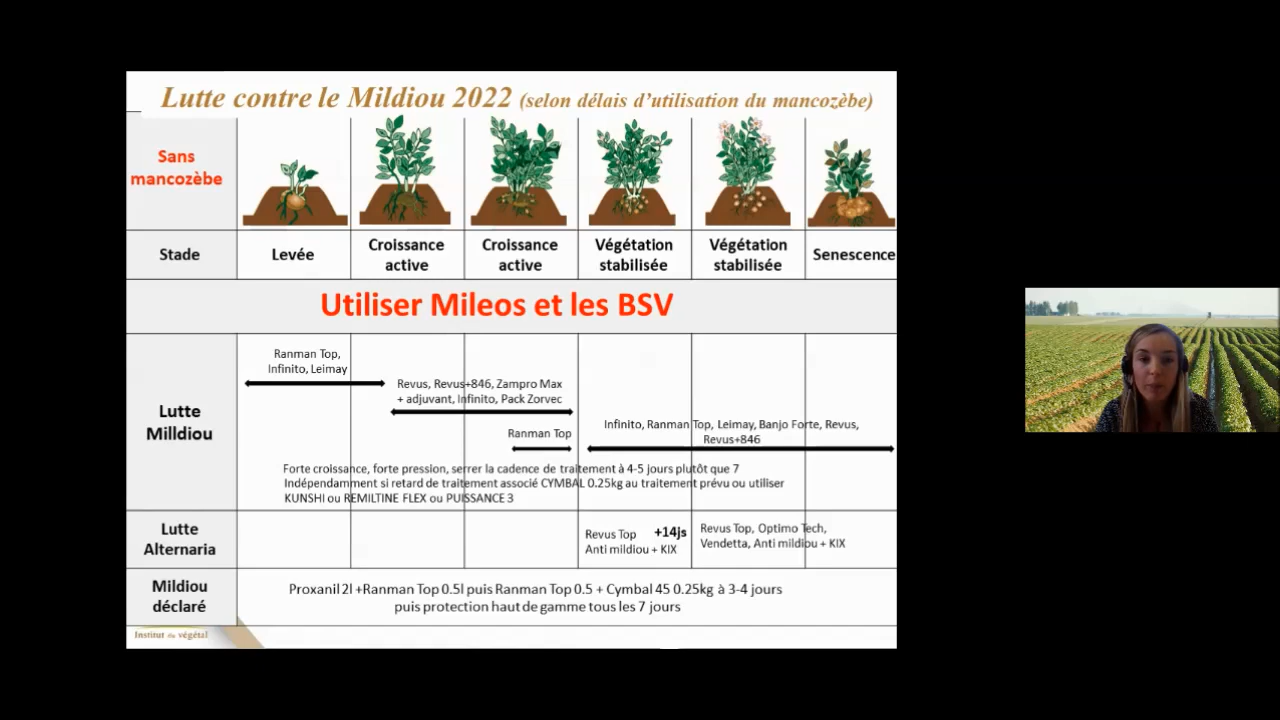 Lutte contre le Mildiou 2022 (selon délais d'utilisation du mancozèbe)
Sans
mancozèbe
Stade
Levée
Croissance
active
Croissance
active
Végétation
stabilisée
Végétation
stabilisée
Senescence
Utiliser Mileos et les BSV
Lutte
Milldiou
Ranman Top,
Infinito, Leimay
Revus, Revus+846, Zampro Max
+ adjuvant, Infinito, Pack Zorvec
Ranman Top
Infinito, Ranman Top, Leimay, Banjo Forte, Revus,
Revus+846
Forte croissance, forte pression, serrer la cadence de traitement à 4-5 jours plutôt que 7
Indépendamment si retard de traitement associé CYMBAL 0.25kg au traitement prévu ou utiliser
KUNSHI ou REMILTINE FLEX ou PUISSANCE 3
Lutte
Alternaria
Revus Top +14js
Anti mildiou + KIX
Revus Top, Optimo Tech,
Vendetta, Anti mildiou + KIX
Mildiou
déclaré
Proxanil 2l +Ranman Top 0.5l puis Ranman Top 0.5 + Cymbal 45 0.25kg à 3-4 jours
puis protection haut de gamme tous les 7 jours
Institut du végétal